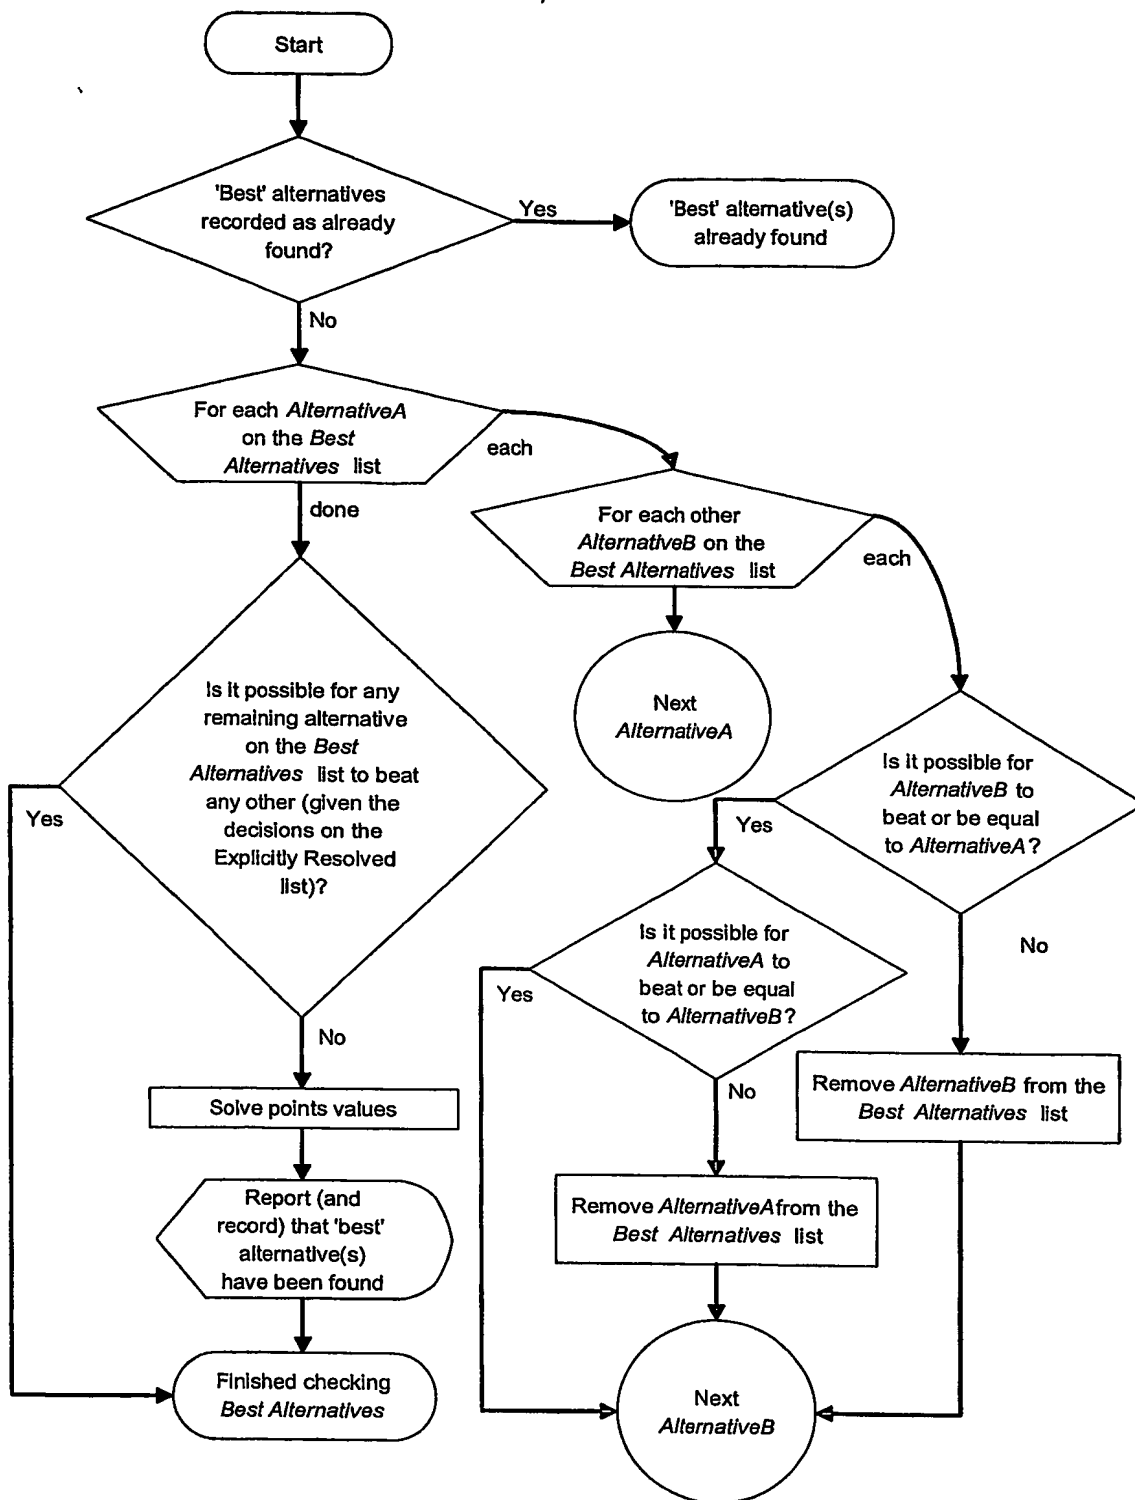 Start
'Best' alternatives
recorded as already
found?
Yes
'Best' alternative(s)
already found
No
For each AlternativeA
on the Best
Alternatives list
each
done
For each other
AlternativeB on the
Best Alternatives list
each
Next
AlternativeA
Is it possible for any
remaining alternative
on the Best
Alternatives list to beat
any other (given the
decisions on the
Explicitly Resolved
list)?
Yes
No
Is it possible for
AlternativeB to
beat or be equal
to AlternativeA?
Yes
No
Is it possible for
AlternativeA to
beat or be equal
to AlternativeB?
Yes
No
Remove AlternativeB from the
Best Alternatives list
Remove AlternativeA from the
Best Alternatives list
Solve points values
Report (and
record) that 'best'
alternative(s)
have been found
Finished checking
Best Alternatives
Next
AlternativeB